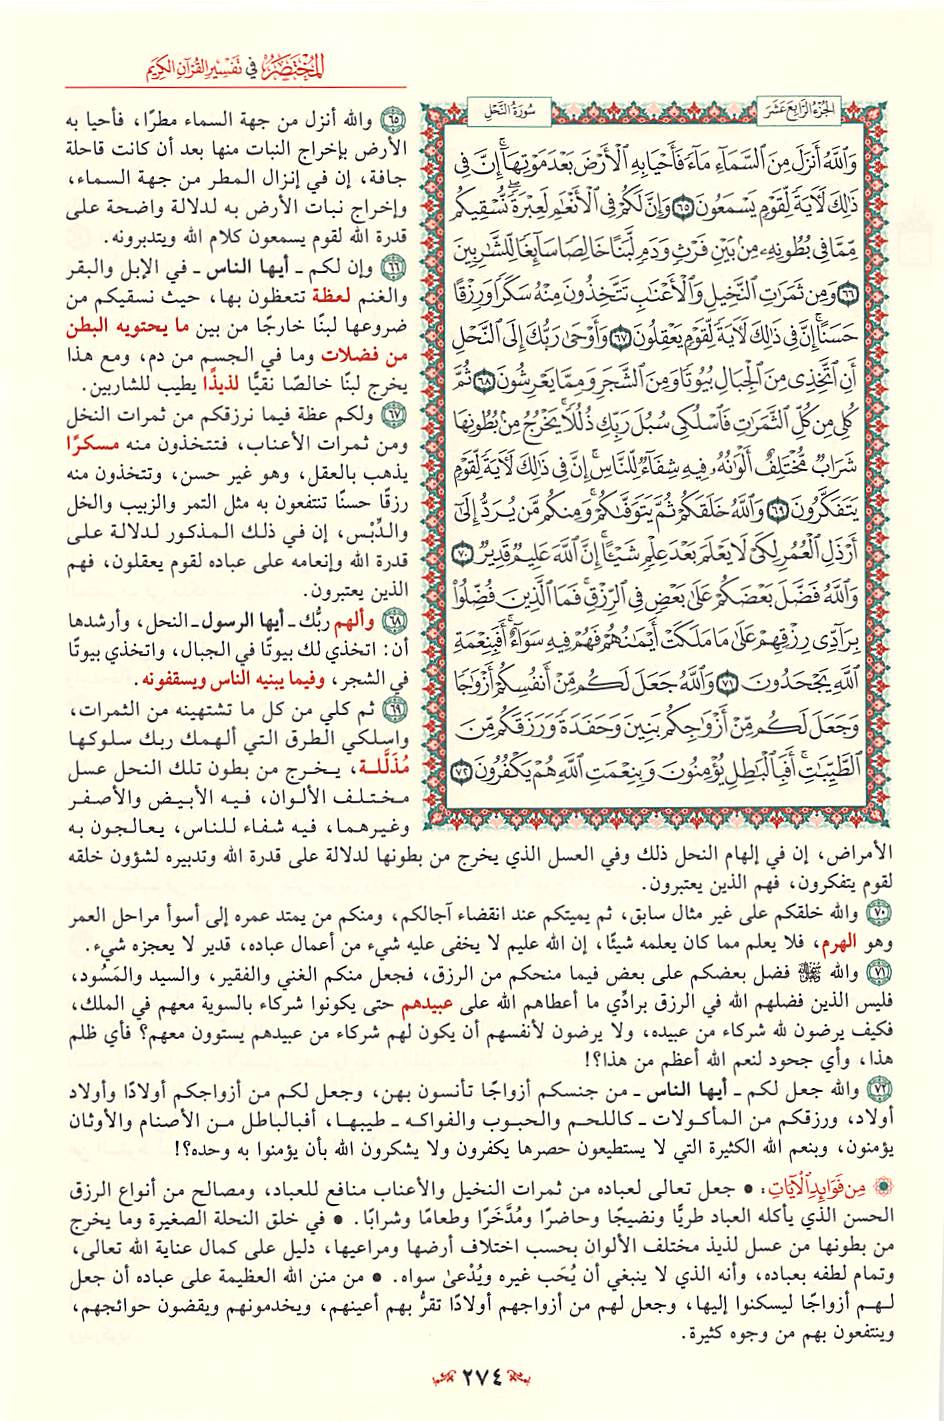 المختصر في تفسير القرآن الكريم
الجزء الرابع عشر
سورة النحل
وَٱللَّهُ أَنزَلَ مِنَ ٱلسَّمَآءِ مَآءً فَأَحْيَا بِهِ ٱلْأَرْضَ بَعْدَ مَوْتِهَآۚ إِنَّ فِى
ذَٰلِكَ لَأَيَةً لِّقَوْمٍ يَسْمَعُونَ ٦٥ وَإِنَّ لَكُمْ فِى ٱلْأَنْعَٰمِ لَعِبْرَةًۖ نُّسْقِيكُم
مِّمَّا فِى بُطُونِهِۦ مِنۢ بَيْنِ فَرْثٍ وَدَمٍ لَّبَنًا خَالِصًا سَآئِغًا لِّلشَّٰرِبِينَ
٦٦ وَمِن ثَمَرَٰتِ ٱلنَّخِيلِ وَٱلْأَعْنَٰبِ تَتَّخِذُونَ مِنْهُ سَكَرًا وَرِزْقًا
حَسَنًاۗ إِنَّ فِى ذَٰلِكَ لَأَيَةً لِّقَوْمٍ يَعْقِلُونَ ٦٧ وَأَوْحَىٰ رَبُّكَ إِلَى ٱلنَّحْلِ
أَنِ ٱتَّخِذِى مِنَ ٱلْجِبَالِ بُيُوتًا وَمِنَ ٱلشَّجَرِ وَمِمَّا يَعْرِشُونَ ٦٨ ثُمَّ
كُلِى مِن كُلِّ ٱلثَّمَرَٰتِ فَٱسْلُكِى سُبُلَ رَبِّكِ ذُلُلًاۚ يَخْرُجُ مِنۢ بُطُونِهَا
شَرَابٌ مُّخْتَلِفٌ أَلْوَٰنُهُۥ فِيهِ شِفَآءٌ لِّلنَّاسِۚ إِنَّ فِى ذَٰلِكَ لَأَيَةً لِّقَوْمٍ
يَتَفَكَّرُونَ ٦٩ وَٱللَّهُ خَلَقَكُمْ ثُمَّ يَتَوَفَّىٰكُمْۚ وَمِنكُم مَّن يُرَدُّ إِلَىٰٓ
أَرْذَلِ ٱلْعُمُرِ لِكَىْ لَا يَعْلَمَ بَعْدَ عِلْمٍ شَيْـًٔاۚ إِنَّ ٱللَّهَ عَلِيمٌ قَدِيرٌ ٧٠
وَٱللَّهُ فَضَّلَ بَعْضَكُمْ عَلَىٰ بَعْضٍ فِى ٱلرِّزْقِۚ فَمَا ٱلَّذِينَ فُضِّلُوا۟
بِرَآدِّى رِزْقِهِمْ عَلَىٰ مَا مَلَكَتْ أَيْمَٰنُهُمْ فَهُمْ فِيهِ سَوَآءٌۚ أَفَبِنِعْمَةِ
ٱللَّهِ يَجْحَدُونَ ٧١ وَٱللَّهُ جَعَلَ لَكُم مِّنْ أَنفُسِكُمْ أَزْوَٰجًا
وَجَعَلَ لَكُم مِّنْ أَزْوَٰجِكُم بَنِينَ وَحَفَدَةً وَرَزَقَكُم مِّنَ
ٱلطَّيِّبَٰتِۚ أَفَبِٱلْبَٰطِلِ يُؤْمِنُونَ وَبِنِعْمَتِ ٱللَّهِ هُمْ يَكْفُرُونَ ٧٢
٦٥ والله أنزل من جهة السماء مطرًا، فأحيا به
الأرض بإخراج النبات منها بعد أن كانت قاحلة
جافة، إن في إنزال المطر من جهة السماء،
وإخراج نبات الأرض به لدلالة واضحة على
قدرة الله لقوم يسمعون كلام الله ويتدبرونه.
٦٦ وإن لكم ـ أيها الناس ـ في الإبل والبقر
والغنم لعظة تتعظون بها، حيث نسقيكم من
ضروعها لبنًا خارجًا من بين ما يحتويه البطن
من فضلات وما في الجسم من دم، ومع هذا
يخرج لبنًا خالصًا نقيًّا لذيذًا يطيب للشاربين.
٦٧ ولكم عظة فيما نرزقكم من ثمرات النخل
ومن ثمرات الأعناب، فتتخذون منه مسكرًا
يذهب بالعقل، وهو غير حسن، وتتخذون منه
رزقًا حسنًا تنتفعون به مثل التمر والزبيب والخل
والدِّبْس، إن في ذلك المذكور لدلالة على
قدرة الله وإنعامه على عباده لقوم يعقلون، فهم
الذين يعتبرون.
٦٨ وألهم ربُّك ـ أيها الرسول ـ النحل، وأرشدها
أن: اتخذي لك بيوتًا في الجبال، واتخذي بيوتًا
في الشجر، وفيما يبنيه الناس ويسقفونه.
٦٩ ثم كلي من كل ما تشتهينه من الثمرات،
واسلكي الطرق التي ألهمك ربك سلوكها
مُذَلَّلة، يخرج من بطون تلك النحل عسل
مختلف الألوان، فيه الأبيض والأصفر
وغيرهما، فيه شفاء للناس، يعالجون به
الأمراض، إن في إلهام النحل ذلك وفي العسل الذي يخرج من بطونها لدلالة على قدرة الله وتدبيره لشؤون خلقه
لقوم يتفكرون، فهم الذين يعتبرون.
٧٠ والله خلقكم على غير مثال سابق، ثم يميتكم عند انقضاء آجالكم، ومنكم من يمتد عمره إلى أسوأ مراحل العمر
وهو الهرم، فلا يعلم مما كان يعلمه شيئًا، إن الله عليم لا يخفى عليه شيء من أعمال عباده، قدير لا يعجزه شيء.
٧١ والله فضل بعضكم على بعض فيما منحكم من الرزق، فجعل منكم الغني والفقير، والسيد والمَسُود،
فليس الذين فضلهم الله في الرزق برادِّي ما أعطاهم الله على عبيدهم حتى يكونوا شركاء بالسوية معهم في الملك،
فكيف يرضون لله شركاء من عبيده، ولا يرضون لأنفسهم أن يكون لهم شركاء من عبيدهم يستوون معهم؟ فأي ظلم
هذا، وأي جحود لنعم الله أعظم من هذا؟!
٧٢ والله جعل لكم ـ أيها الناس ـ من جنسكم أزواجًا تأنسون بهن، وجعل لكم من أزواجكم أولادًا وأولاد
أولاد، ورزقكم من المأكولات ـ كاللحم والحبوب والفواكه ـ طيبها، أفبالباطل من الأصنام والأوثان
يؤمنون، وبنعم الله الكثيرة التي لا يستطيعون حصرها يكفرون ولا يشكرون الله بأن يؤمنوا به وحده؟!
من فوائد الآيات: • جعل تعالى لعباده من ثمرات النخيل والأعناب منافع للعباد، ومصالح من أنواع الرزق
الحسن الذي يأكله العباد طريًّا ونضيجًا وحاضرًا ومُدَّخَرًا وطعامًا وشرابًا. • في خلق النحلة الصغيرة وما يخرج
من بطونها من عسل لذيذ مختلف الألوان بحسب اختلاف أرضها ومراعيها، دليل على كمال عناية الله تعالى،
وتمام لطفه بعباده، وأنه الذي لا ينبغي أن يُحَب غيره ويُدْعىٰ سواه. • من منن الله العظيمة على عباده أن جعل
لهم أزواجًا ليسكنوا إليها، وجعل لهم من أزواجهم أولادًا تقرُّ بهم أعينهم، ويخدمونهم ويقضون حوائجهم،
وينتفعون بهم من وجوه كثيرة.
٢٧٤